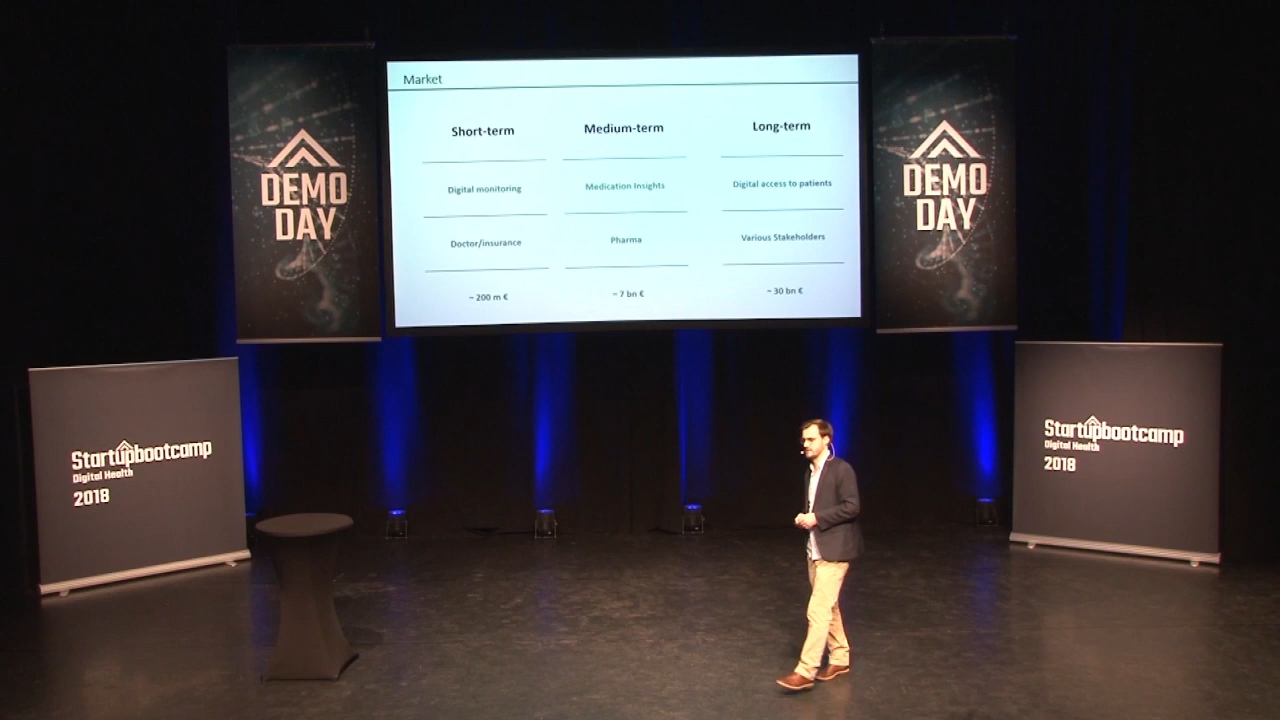 Market
Short-term
Medium-term
Long-term
Digital monitoring
Medication Insights
Digital access to patients
Doctor/insurance
Pharma
Various Stakeholders
~ 200 m €
~ 7 bn €
~ 30 bn €
DEMO
DAY
DEMO
DAY
Startupbootcamp
Digital Health
2018
Startupbootcamp
Digital Health
2018